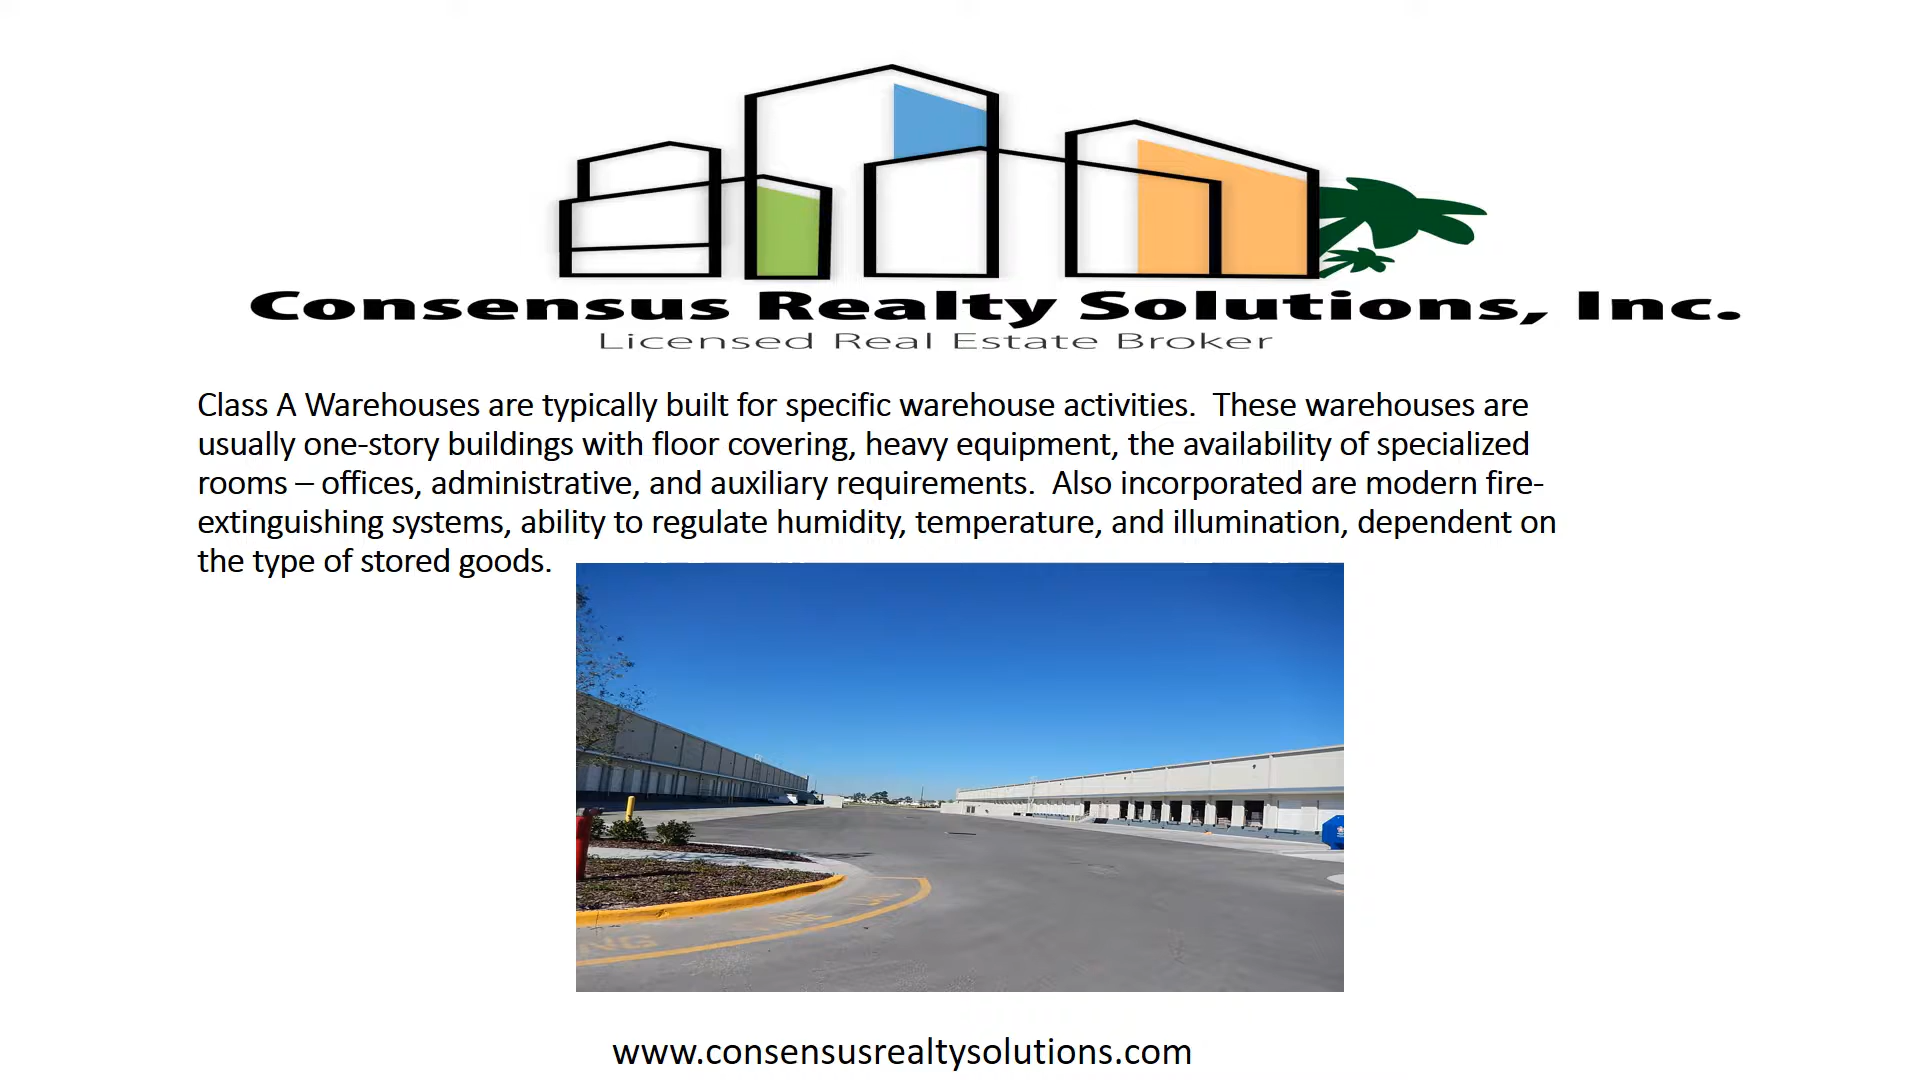 Consensus Realty Solutions, Inc.
Licensed Real Estate Broker
Class A Warehouses are typically built for specific warehouse activities.  These warehouses are
usually one-story buildings with floor covering, heavy equipment, the availability of specialized
rooms – offices, administrative, and auxiliary requirements.  Also incorporated are modern fire-
extinguishing systems, ability to regulate humidity, temperature, and illumination, dependent on
the type of stored goods.
www.consensusrealtysolutions.com